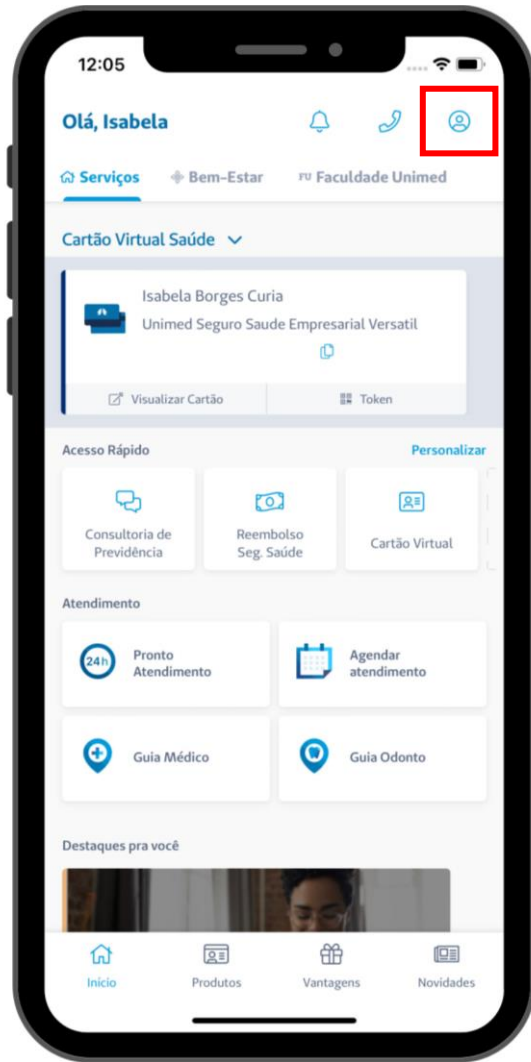 12:05
Olá, Isabela
Serviços Bem-Estar FU Faculdade Unimed
Cartão Virtual Saúde
Isabela Borges Curia
Unimed Seguro Saude Empresarial Versatil
Visualizar Cartão Token
Acesso Rápido Personalizar
Consultoria de Previdência
Reembolso Seg. Saúde
Cartão Virtual
Atendimento
24h Pronto Atendimento
Agendar atendimento
Guia Médico Guia Odonto
Destaques pra você
Início Produtos Vantagens Novidades